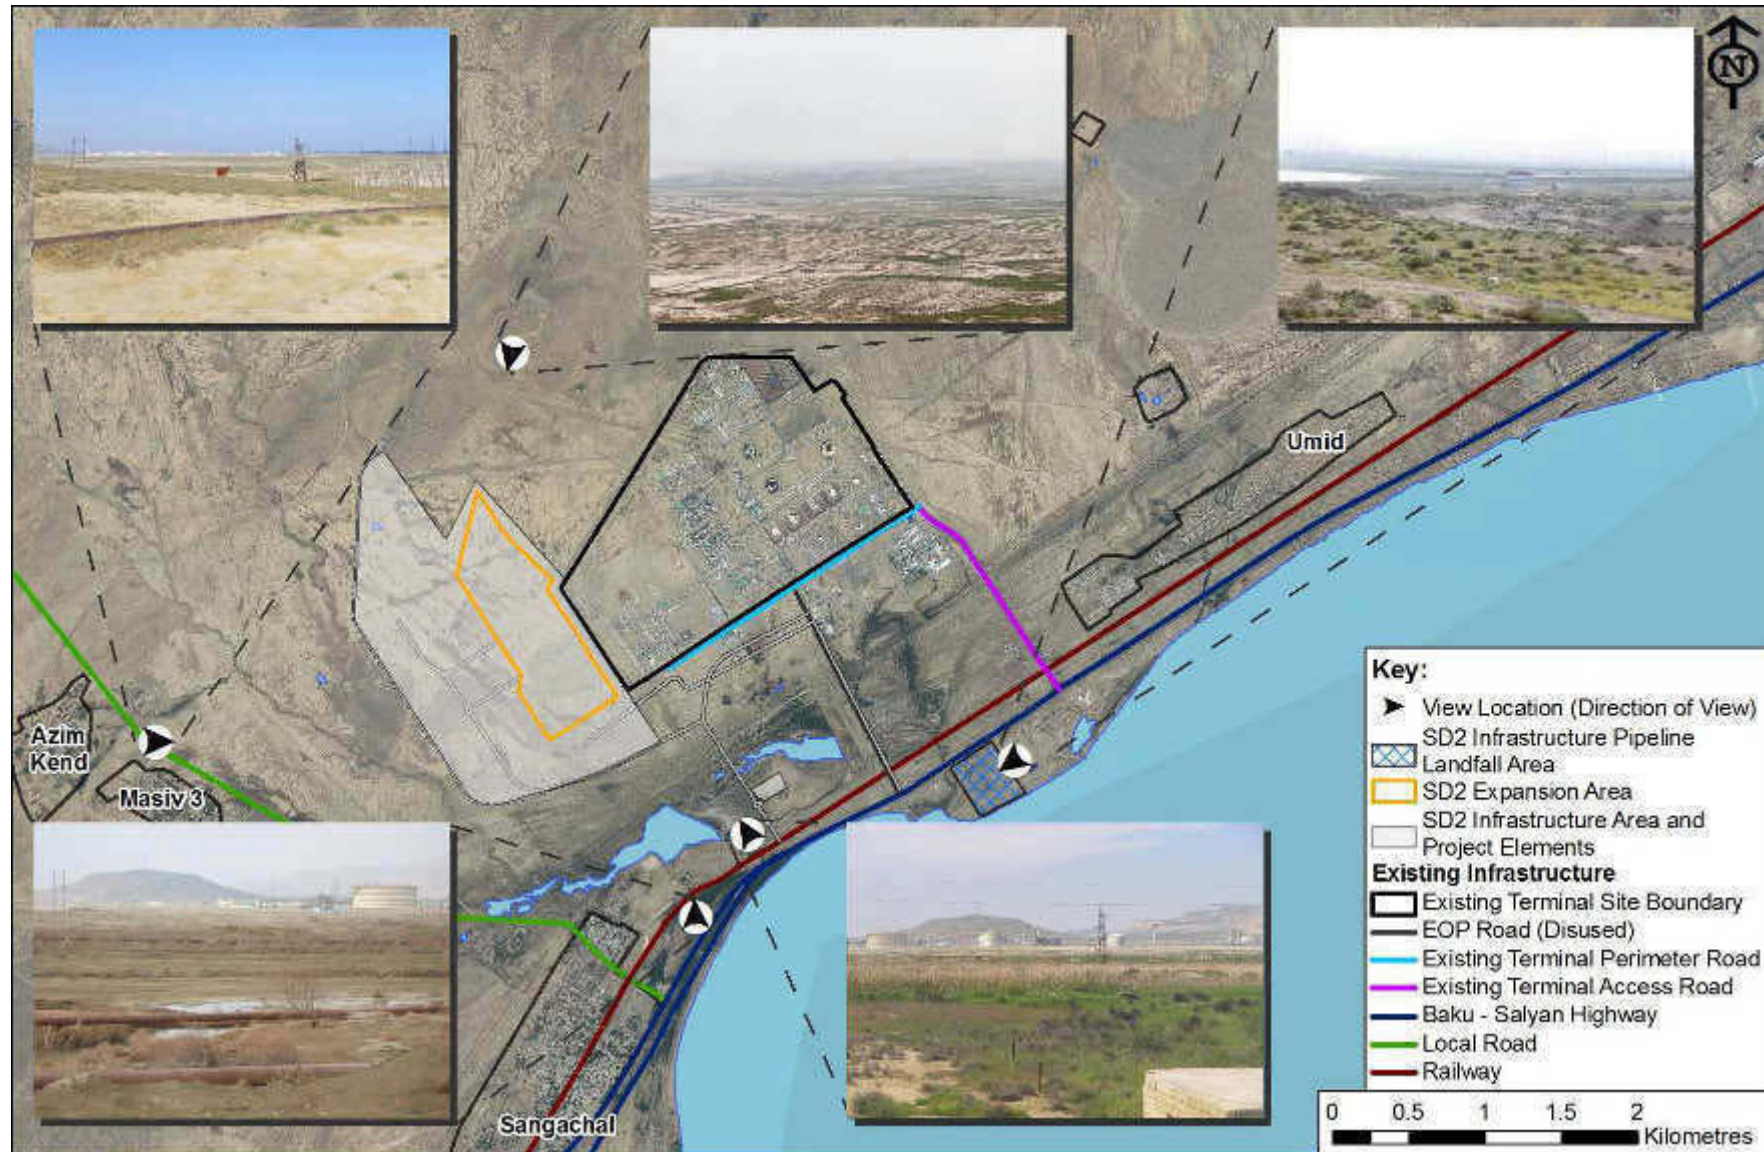 N
Umid
Azim
Kend
Masiv 3
Sangachal
Key:
View Location (Direction of View)
SD2 Infrastructure Pipeline
Landfall Area
SD2 Expansion Area
SD2 Infrastructure Area and
Project Elements
Existing Infrastructure
Existing Terminal Site Boundary
EOP Road (Disused)
Existing Terminal Perimeter Road
Existing Terminal Access Road
Baku - Salyan Highway
Local Road
Railway
0 0.5 1 1.5 2
Kilometres